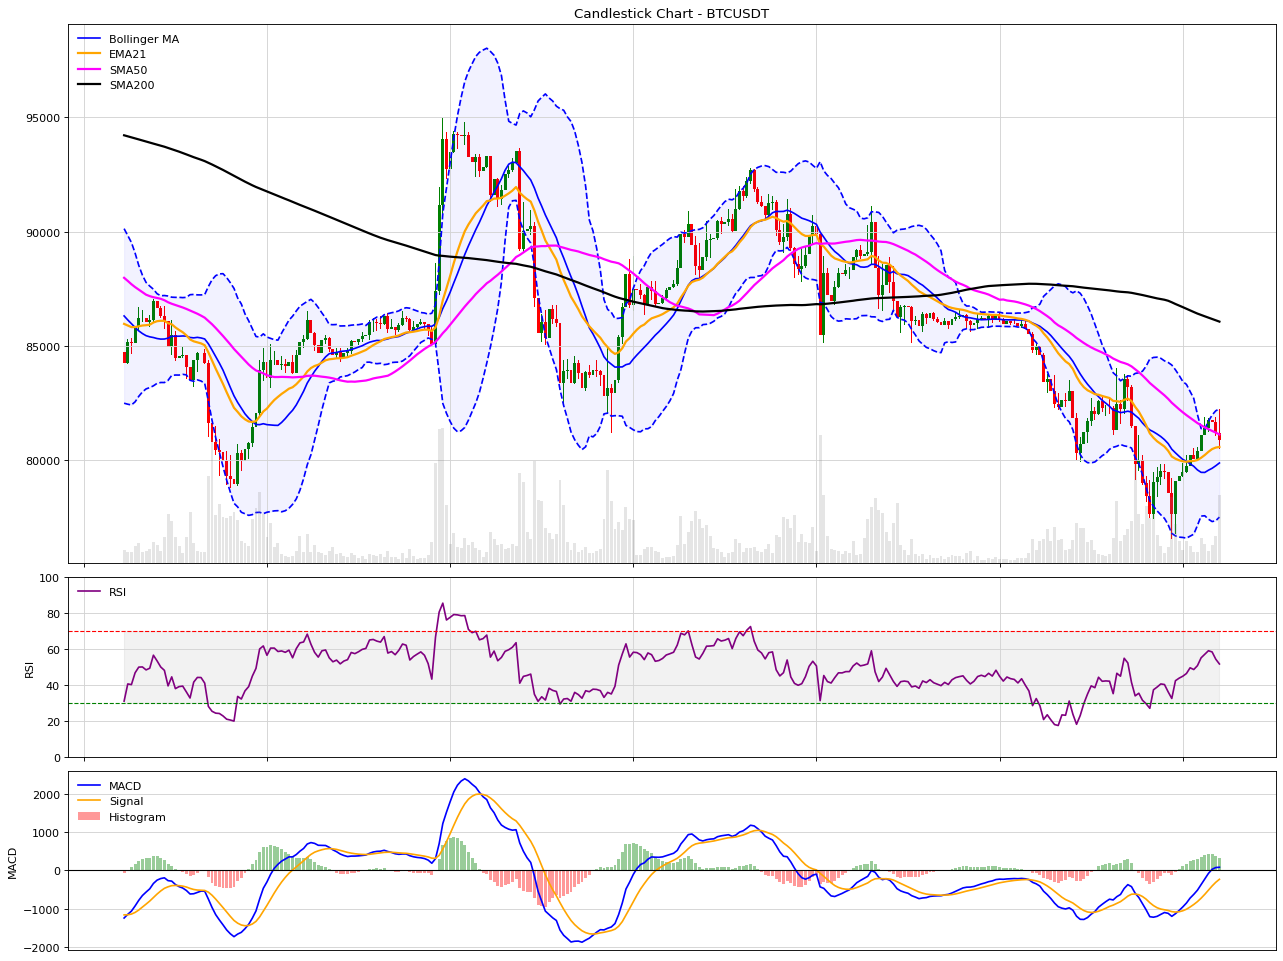 Candlestick Chart - BTCUSDT
Bollinger MA
EMA21
SMA50
SMA200
95000
90000
85000
80000
100
RSI
80
60
RSI
40
20
0
MACD
2000
Signal
Histogram
1000
MACD
0
−1000
−2000